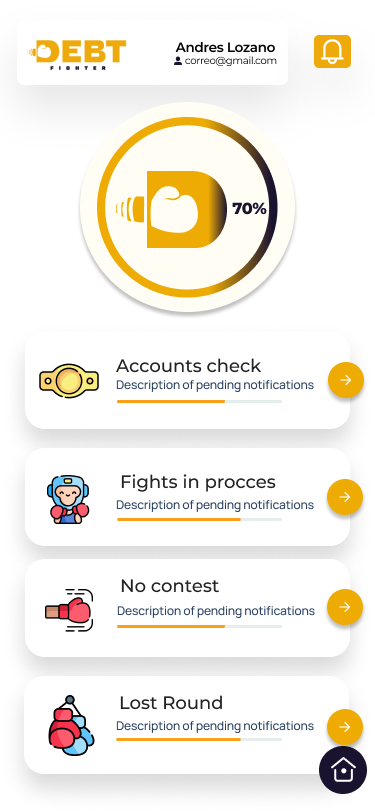 DEBT
FIGHTER
Andres Lozano
correo@gmail.com
70%
Accounts check
Description of pending notifications
Fights in procces
Description of pending notifications
No contest
Description of pending notifications
Lost Round
Description of pending notifications